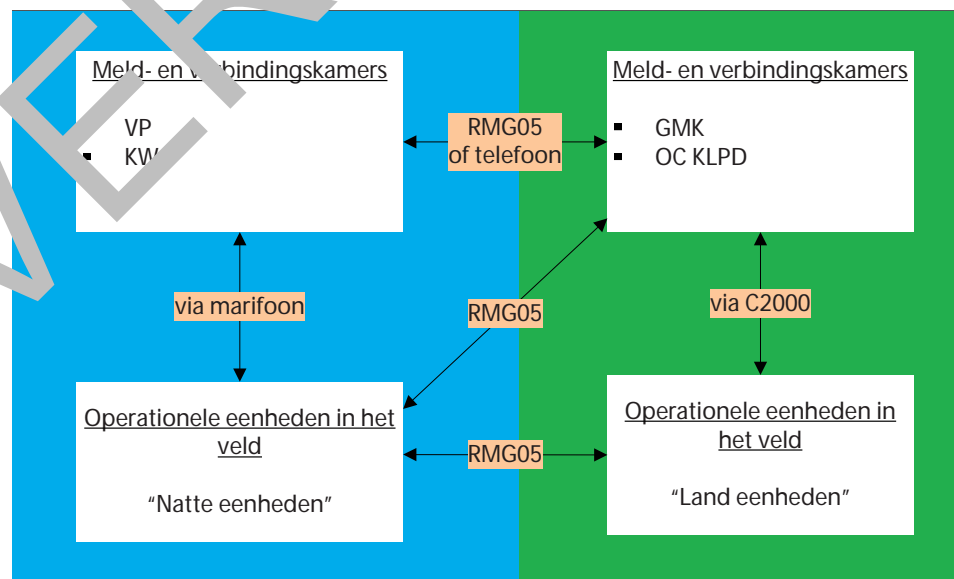 Meld- en verbindingskamers
VP
KW
RMG05
of telefoon
Meld- en verbindingskamers
GMK
OC KLPD
via marifoon
RMG05
via C2000
Operationele eenheden in het
veld
"Natte eenheden"
RMG05
Operationele eenheden in
het veld
"Land eenheden"